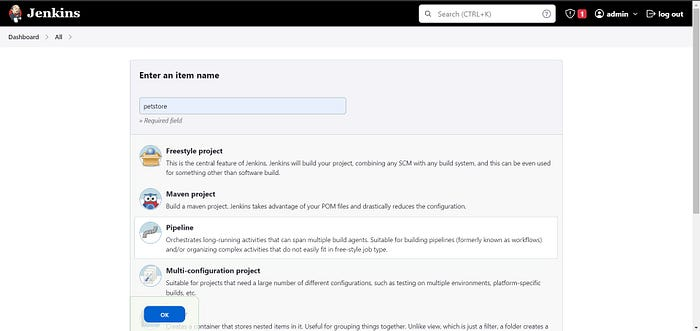 Jenkins
Search (CTRL+K)
1
admin
log out
Dashboard
All
Enter an item name
petstore
» Required field
Freestyle project
This is the central feature of Jenkins. Jenkins will build your project, combining any SCM with any build system, and this can be even used
for something other than software build.
Maven project
Build a maven project. Jenkins takes advantage of your POM files and drastically reduces the configuration.
Pipeline
Orchestrates long-running activities that can span multiple build agents. Suitable for building pipelines (formerly known as workflows)
and/or organizing complex activities that do not easily fit in free-style job type.
Multi-configuration project
Suitable for projects that need a large number of different configurations, such as testing on multiple environments, platform-specific
builds, etc.
OK
Creates a container that stores nested items in it. Useful for grouping things together. Unlike view, which is just a filter, a folder creates a